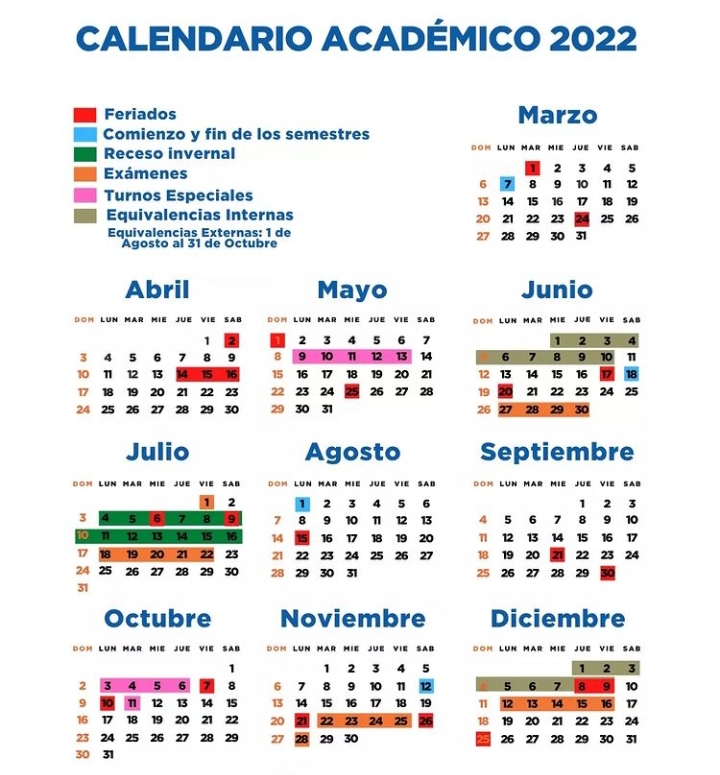 CALENDARIO ACADÉMICO 2022
Feriados
Comienzo y fin de los semestres
Receso invernal
Exámenes
Turnos Especiales
Equivalencias Internas
Equivalencias Externas: 1 de
Agosto al 31 de Octubre
Marzo
DOM LUN MAR MIE JUE VIE SAB
1 2 3 4 5
6 7 8 9 10 11 12
13 14 15 16 17 18 19
20 21 22 23 24 25 26
27 28 29 30 31
Abril
DOM LUN MAR MIE JUE VIE SAB
1 2
3 4 5 6 7 8 9
10 11 12 13 14 15 16
17 18 19 20 21 22 23
24 25 26 27 28 29 30
Mayo
DOM LUN MAR MIE JUE VIE SAB
1 2 3 4 5 6 7
8 9 10 11 12 13 14
15 16 17 18 19 20 21
22 23 24 25 26 27 28
29 30 31
Junio
DOM LUN MAR MIE JUE VIE SAB
1 2 3 4
5 6 7 8 9 10 11
12 13 14 15 16 17 18
19 20 21 22 23 24 25
26 27 28 29 30
Julio
DOM LUN MAR MIE JUE VIE SAB
1 2
3 4 5 6 7 8 9
10 11 12 13 14 15 16
17 18 19 20 21 22 23
24 25 26 27 28 29 30
31
Agosto
DOM LUN MAR MIE JUE VIE SAB
1 2 3 4 5 6
7 8 9 10 11 12 13
14 15 16 17 18 19 20
21 22 23 24 25 26 27
28 29 30 31
Septiembre
DOM LUN MAR MIE JUE VIE SAB
1 2 3
4 5 6 7 8 9 10
11 12 13 14 15 16 17
18 19 20 21 22 23 24
25 26 27 28 29 30
Octubre
DOM LUN MAR MIE JUE VIE SAB
1
2 3 4 5 6 7 8
9 10 11 12 13 14 15
16 17 18 19 20 21 22
23 24 25 26 27 28 29
30 31
Noviembre
DOM LUN MAR MIE JUE VIE SAB
1 2 3 4 5
6 7 8 9 10 11 12
13 14 15 16 17 18 19
20 21 22 23 24 25 26
27 28 29 30
Diciembre
DOM LUN MAR MIE JUE VIE SAB
1 2 3
4 5 6 7 8 9 10
11 12 13 14 15 16 17
18 19 20 21 22 23 24
25 26 27 28 29 30 31